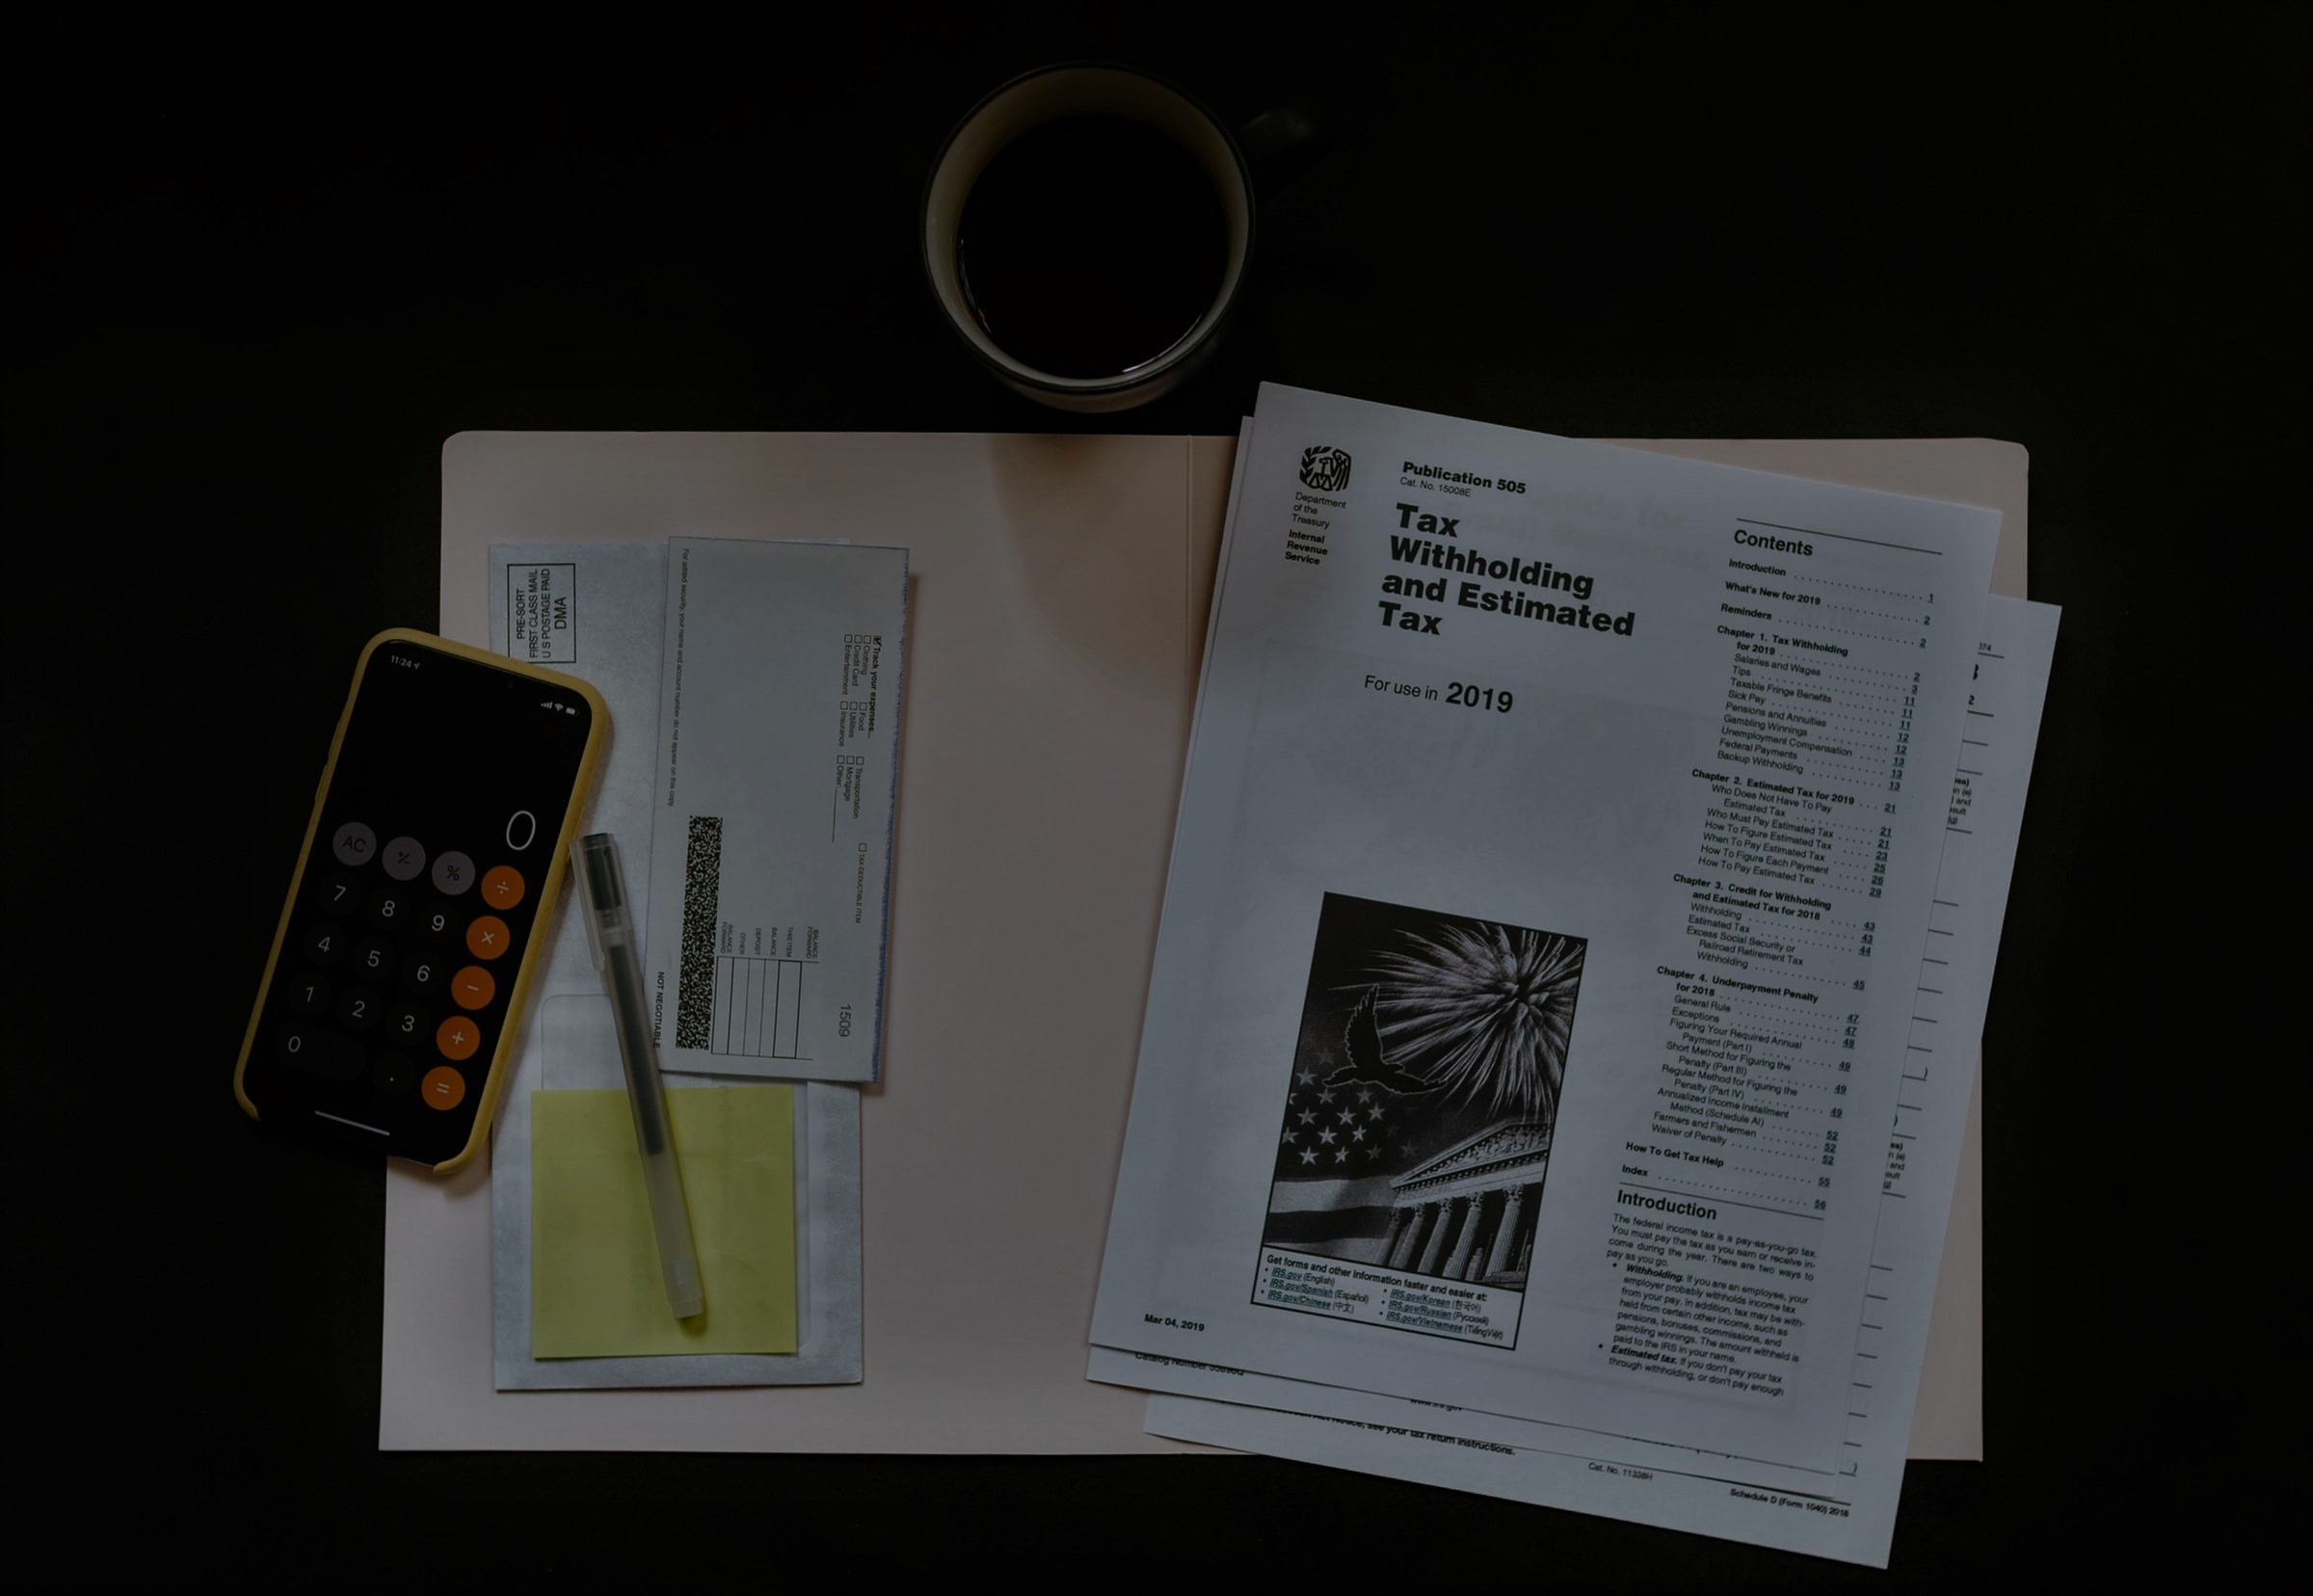 PRE-SORT
FIRST CLASS MAIL
U S POSTAGE PAID
DMA
For added security, your name and account number do not appear on this copy.
Track your expenses...
Clothing
Food
Transportation
Credit Card
Utilities
Mortgage
Entertainment
Insurance
Other
TAX DEDUCTIBLE ITEM
BALANCE FORWARD
THIS ITEM
BALANCE
DEPOSIT
OTHER
BALANCE FORWARD
1509
NOT NEGOTIABLE
11:24
0
AC % ÷
7 8 9 ×
4 5 6 −
1 2 3 +
0 . =
Department
of the
Treasury
Internal
Revenue
Service
Publication 505
Cat. No. 15008E
Tax
Withholding
and Estimated
Tax
For use in 2019
Get forms and other information faster and easier at:
• IRS.gov (English)
• IRS.gov/Spanish (Español)
• IRS.gov/Chinese (中文)
• IRS.gov/Korean (한국어)
• IRS.gov/Russian (Русский)
• IRS.gov/Vietnamese (TiếngViệt)
Mar 04, 2019
Contents
Introduction . . . . . . . 1
What's New for 2019 . . . . . . . 2
Reminders . . . . . . . 2
Chapter 1. Tax Withholding
for 2019 . . . . . . . 2
Salaries and Wages . . . . . . . 3
Tips . . . . . . . 11
Taxable Fringe Benefits . . . . . . . 11
Sick Pay . . . . . . . 11
Pensions and Annuities . . . . . . . 12
Gambling Winnings . . . . . . . 12
Unemployment Compensation . . . . . . . 13
Federal Payments . . . . . . . 13
Backup Withholding . . . . . . . 13
Chapter 2. Estimated Tax for 2019 . . . 21
Who Does Not Have To Pay
Estimated Tax . . . . . . . 21
Who Must Pay Estimated Tax . . . . . 21
How To Figure Estimated Tax . . . . . 23
When To Pay Estimated Tax . . . . . 25
How To Figure Each Payment . . . . . 26
How To Pay Estimated Tax . . . . . 29
Chapter 3. Credit for Withholding
and Estimated Tax for 2018 . . . . . 43
Withholding . . . . . . . 43
Estimated Tax . . . . . . . 44
Excess Social Security or
Railroad Retirement Tax
Withholding . . . . . . . 45
Chapter 4. Underpayment Penalty
for 2018 . . . . . . . 47
General Rule . . . . . . . 47
Exceptions . . . . . . . 48
Figuring Your Required Annual
Payment (Part I) . . . . . . . 49
Short Method for Figuring the
Penalty (Part III) . . . . . . . 49
Regular Method for Figuring the
Penalty (Part IV) . . . . . . . 49
Annualized Income Installment
Method (Schedule AI) . . . . . . . 52
Farmers and Fishermen . . . . . . . 52
Waiver of Penalty . . . . . . . 52
How To Get Tax Help . . . . . . . 55
Index . . . . . . . 56
Introduction
The federal income tax is a pay-as-you-go tax.
You must pay the tax as you earn or receive in-
come during the year. There are two ways to
pay as you go.
• Withholding. If you are an employee, your
employer probably withholds income tax
from your pay. In addition, tax may be with-
held from certain other income, such as
pensions, bonuses, commissions, and
gambling winnings. The amount withheld is
paid to the IRS in your name.
• Estimated tax. If you don't pay your tax
through withholding, or don't pay enough
Catalog Number
www.irs.gov
Notice, see your tax return instructions.
Cat. No. 11338H
Schedule D (Form 1040) 2018